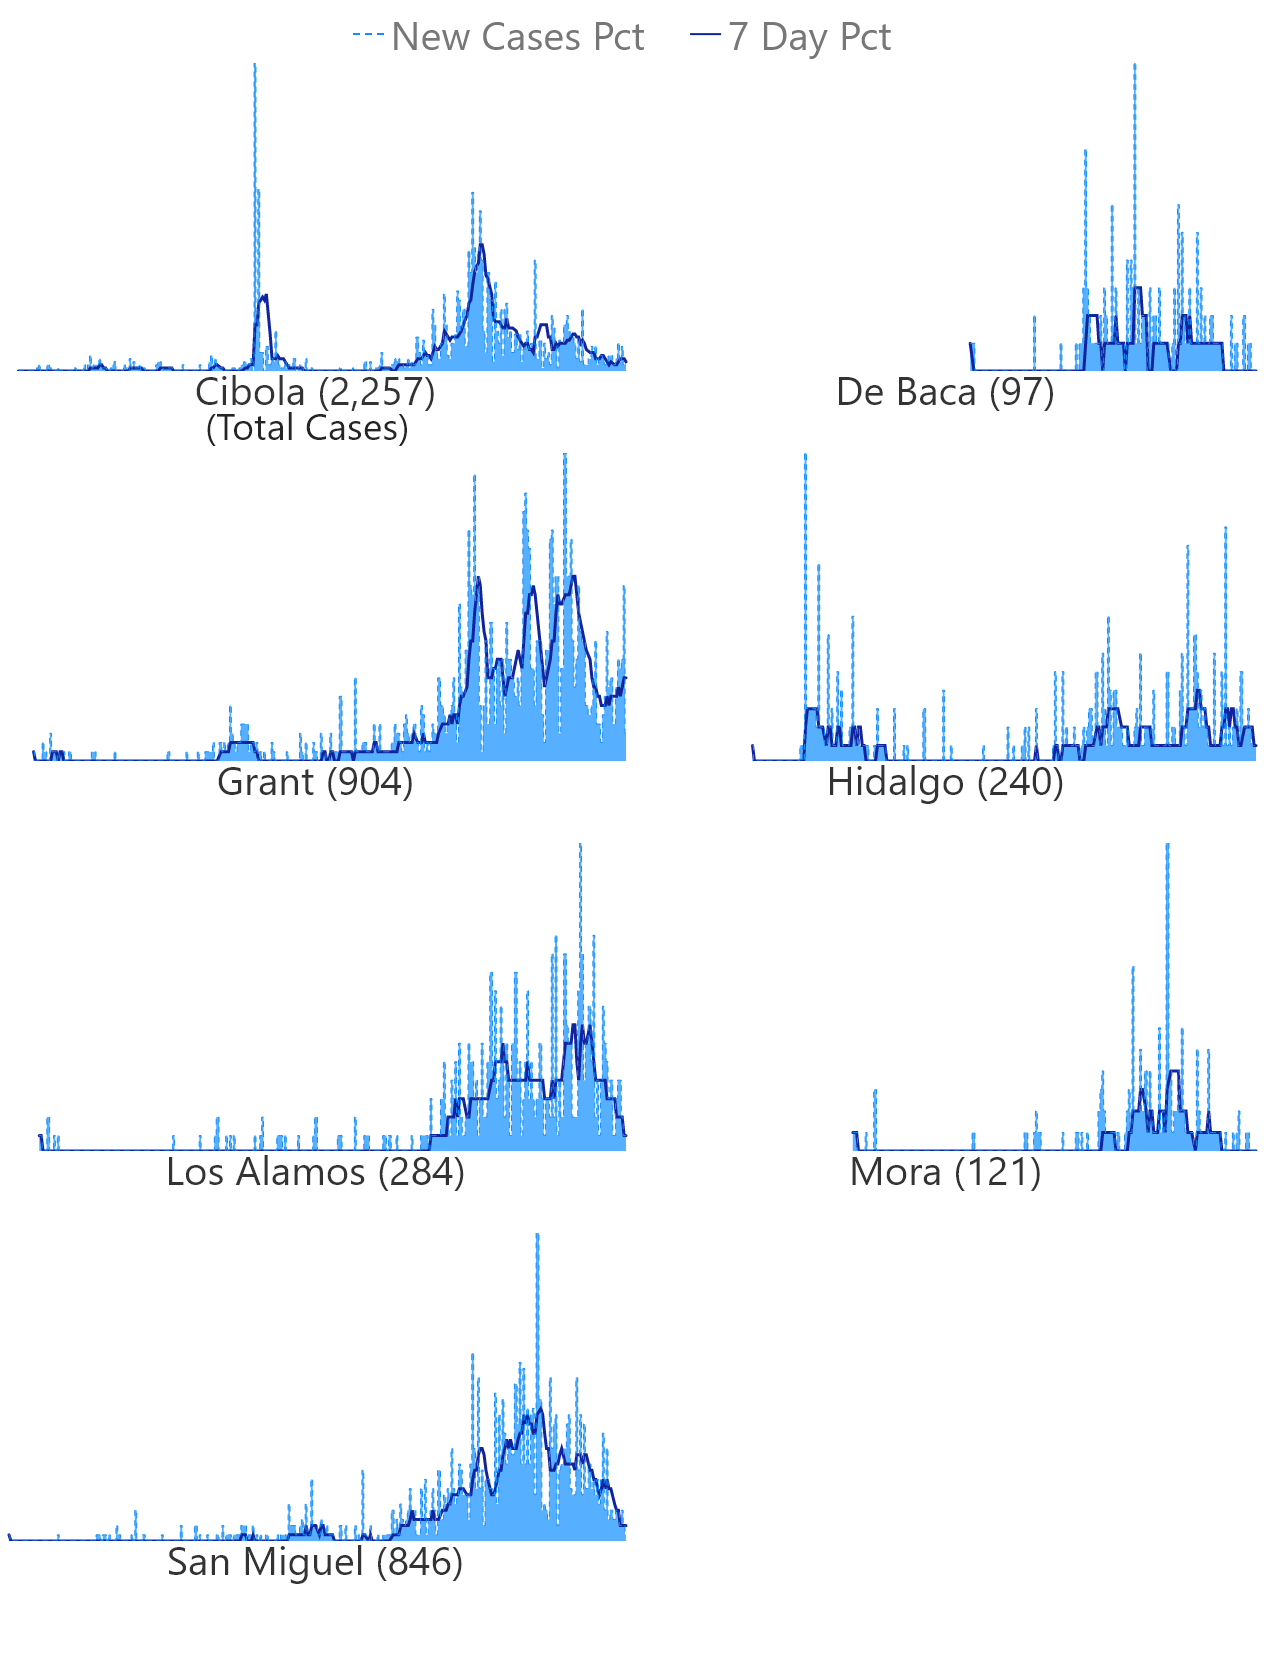 New Cases Pct 7 Day Pct
Cibola (2,257) De Baca (97)
(Total Cases)
Grant (904) Hidalgo (240)
Los Alamos (284) Mora (121)
San Miguel (846)